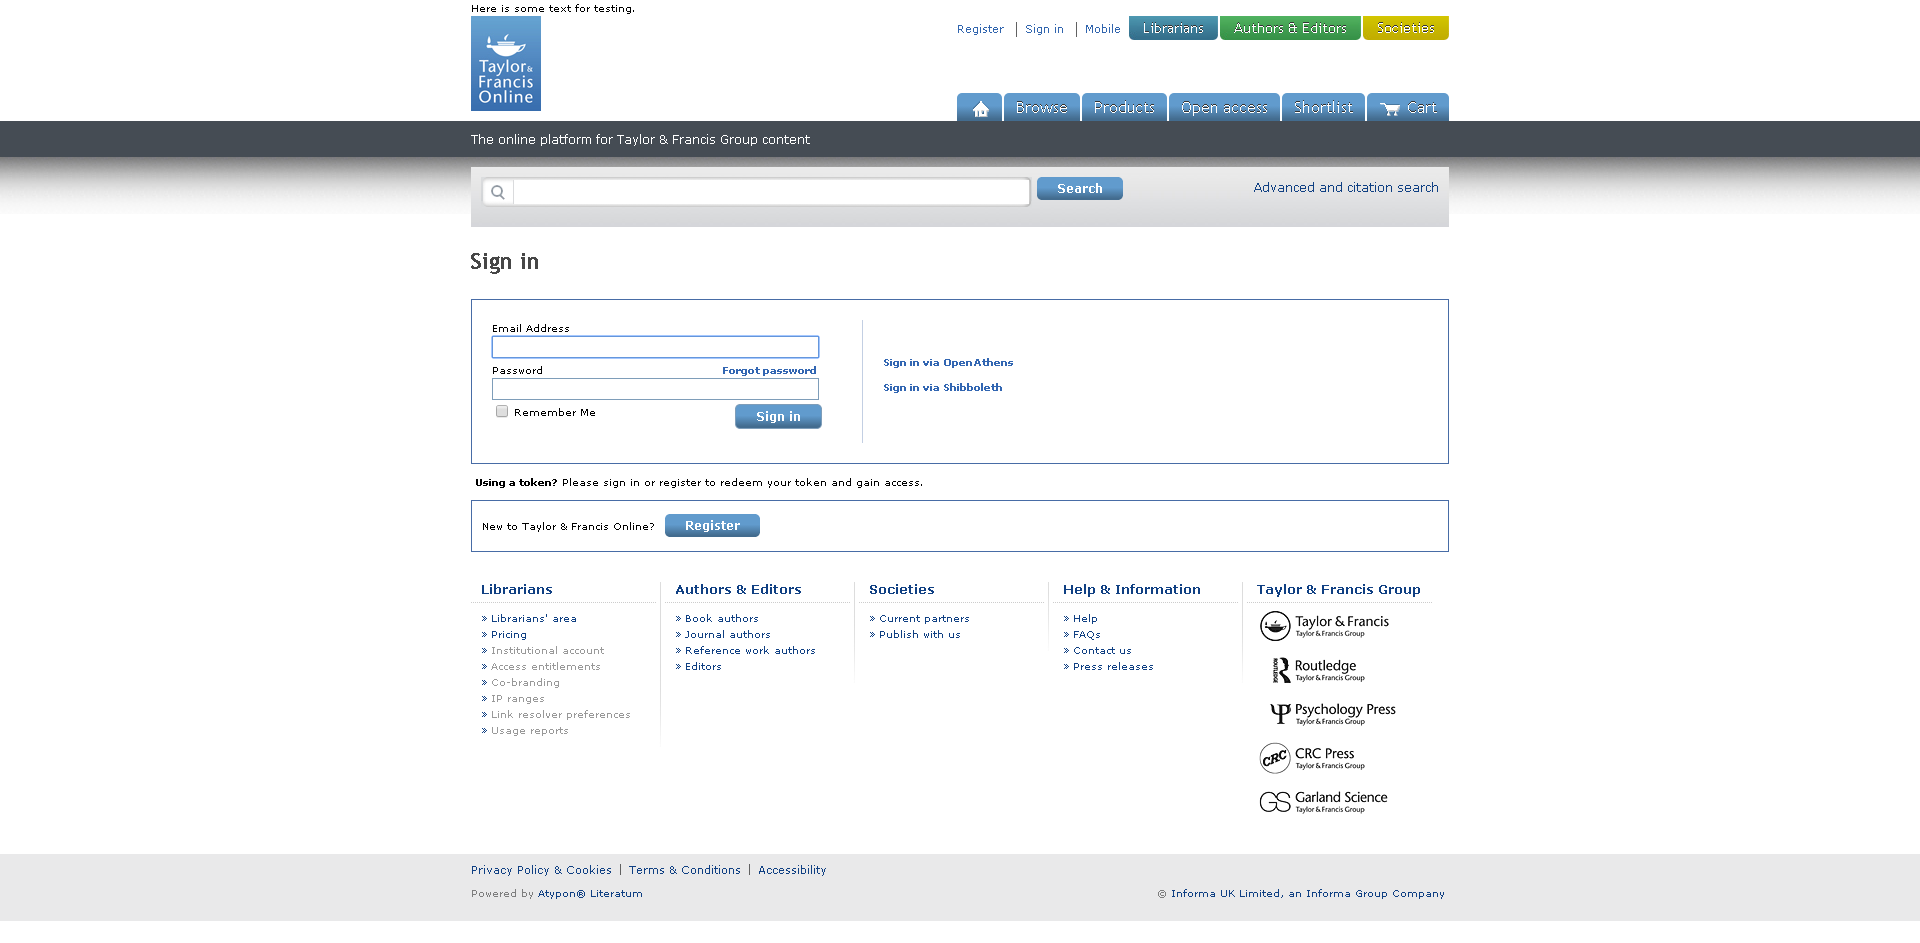 Here is some text for testing.
Taylor &
Francis
Online
Register
Sign in
Mobile
Librarians
Authors & Editors
Societies
Browse
Products
Open access
Shortlist
Cart
The online platform for Taylor & Francis Group content
Search
Advanced and citation search
Sign in
Email Address
Password
Forgot password
Remember Me
Sign in
Sign in via OpenAthens
Sign in via Shibboleth
Using a token? Please sign in or register to redeem your token and gain access.
New to Taylor & Francis Online?
Register
Librarians
» Librarians' area
» Pricing
» Institutional account
» Access entitlements
» Co-branding
» IP ranges
» Link resolver preferences
» Usage reports
Authors & Editors
» Book authors
» Journal authors
» Reference work authors
» Editors
Societies
» Current partners
» Publish with us
Help & Information
» Help
» FAQs
» Contact us
» Press releases
Taylor & Francis Group
Taylor & Francis
Taylor & Francis Group
ROUTLEDGE
Routledge
Taylor & Francis Group
Psychology Press
Taylor & Francis Group
CRC
CRC Press
Taylor & Francis Group
GS
Garland Science
Taylor & Francis Group
Privacy Policy & Cookies | Terms & Conditions | Accessibility
Powered by Atypon® Literatum
© Informa UK Limited, an Informa Group Company